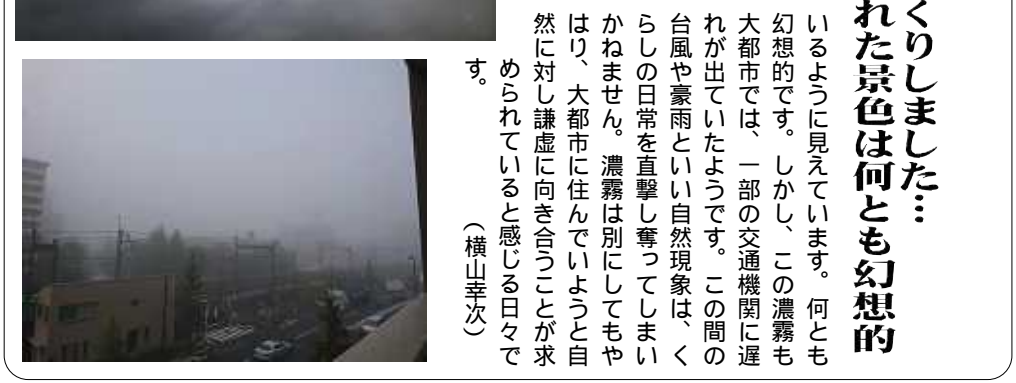 くりしました…
れた景色は何とも幻想的
いるように見えています。何とも
幻想的です。しかし、この濃霧も
大都市では、一部の交通機関に遅
れが出ていたようです。この間の
台風や豪雨といい自然現象は、く
らしの日常を直撃し奪ってしまい
かねません。濃霧は別にしてもや
はり、大都市に住んでいようと自
然に対し謙虚に向き合うことが求
められていると感じる日々で
す。
（横山幸次）